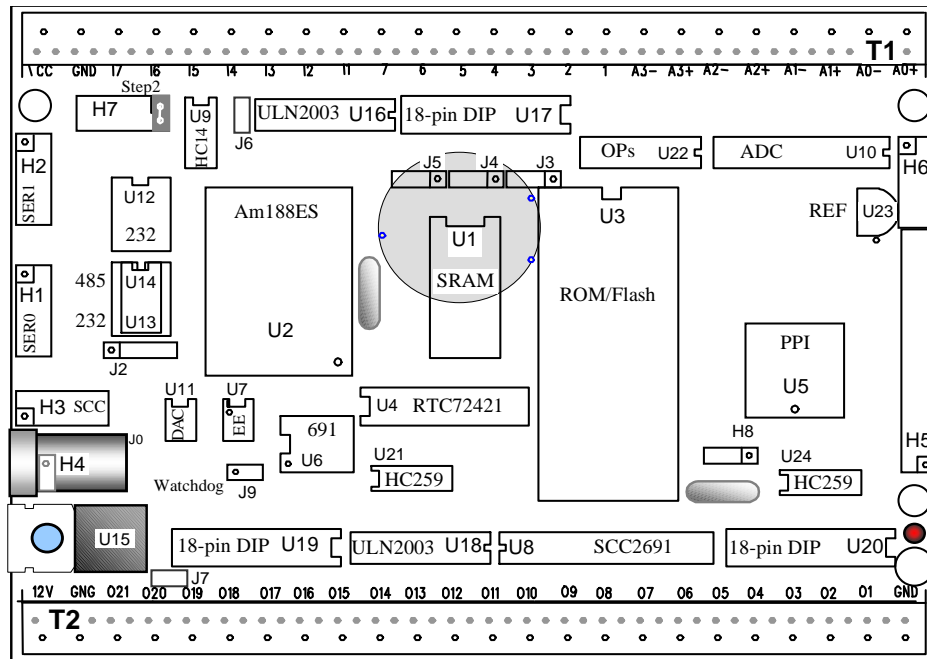 T1
VCC GND I7 I6 I5 I4 I3 I2 I1 7 6 5 4 3 2 1 A3- A3+ A2- A2+ A1- A1+ A0- A0+
Step2
H7
U9
HC14
J6
ULN2003 U16
18-pin DIP U17
OPs U22
ADC U10
H6
H2
SER1
U12
232
Am188ES
U2
J5 J4 J3
U1
SRAM
U3
ROM/Flash
REF U23
H1
SER0
485 U14
232 U13
J2
PPI
U5
H3 SCC
U11
DAC
U7
EE
U4 RTC72421
691
U6
J0
H4
Watchdog
J9
U21
HC259
H8
U24
HC259
H5
U15
18-pin DIP U19
ULN2003 U18
U8 SCC2691
18-pin DIP U20
J7
12V GNG O21 O20 O19 O18 O17 O16 O15 O14 O13 O12 O11 O10 O9 O8 O7 O6 O5 O4 O3 O2 O1 GND
T2